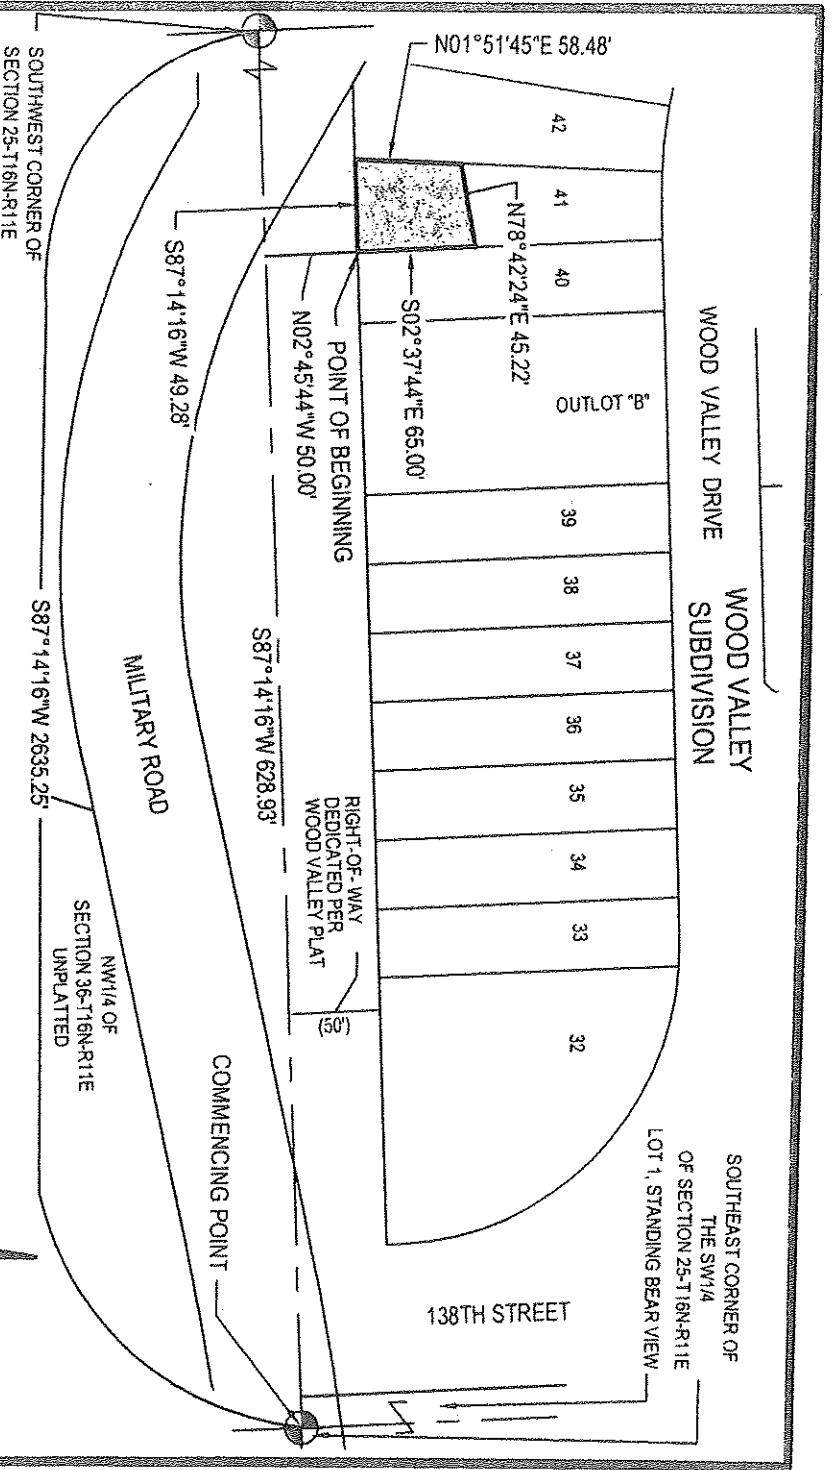 WOOD VALLEY
SUBDIVISION
WOOD VALLEY DRIVE
SOUTHEAST CORNER OF
THE SW1/4
OF SECTION 25-T16N-R11E
LOT 1, STANDING BEAR VIEW
N01°51'45"E 58.48'
42
41
40
OUTLOT "B"
39
38
37
36
35
34
33
32
138TH STREET
N78°42'24"E 45.22'
S02°37'44"E 65.00'
POINT OF BEGINNING
N02°45'44"W 50.00'
S87°14'16"W 49.28'
S87°14'16"W 628.93'
RIGHT-OF-WAY
DEDICATED PER
WOOD VALLEY PLAT
(50')
COMMENCING POINT
MILITARY ROAD
NW1/4 OF
SECTION 36-T16N-R11E
UNPLATTED
S87°14'16"W 2635.25'
SOUTHWEST CORNER OF
SECTION 25-T16N-R11E